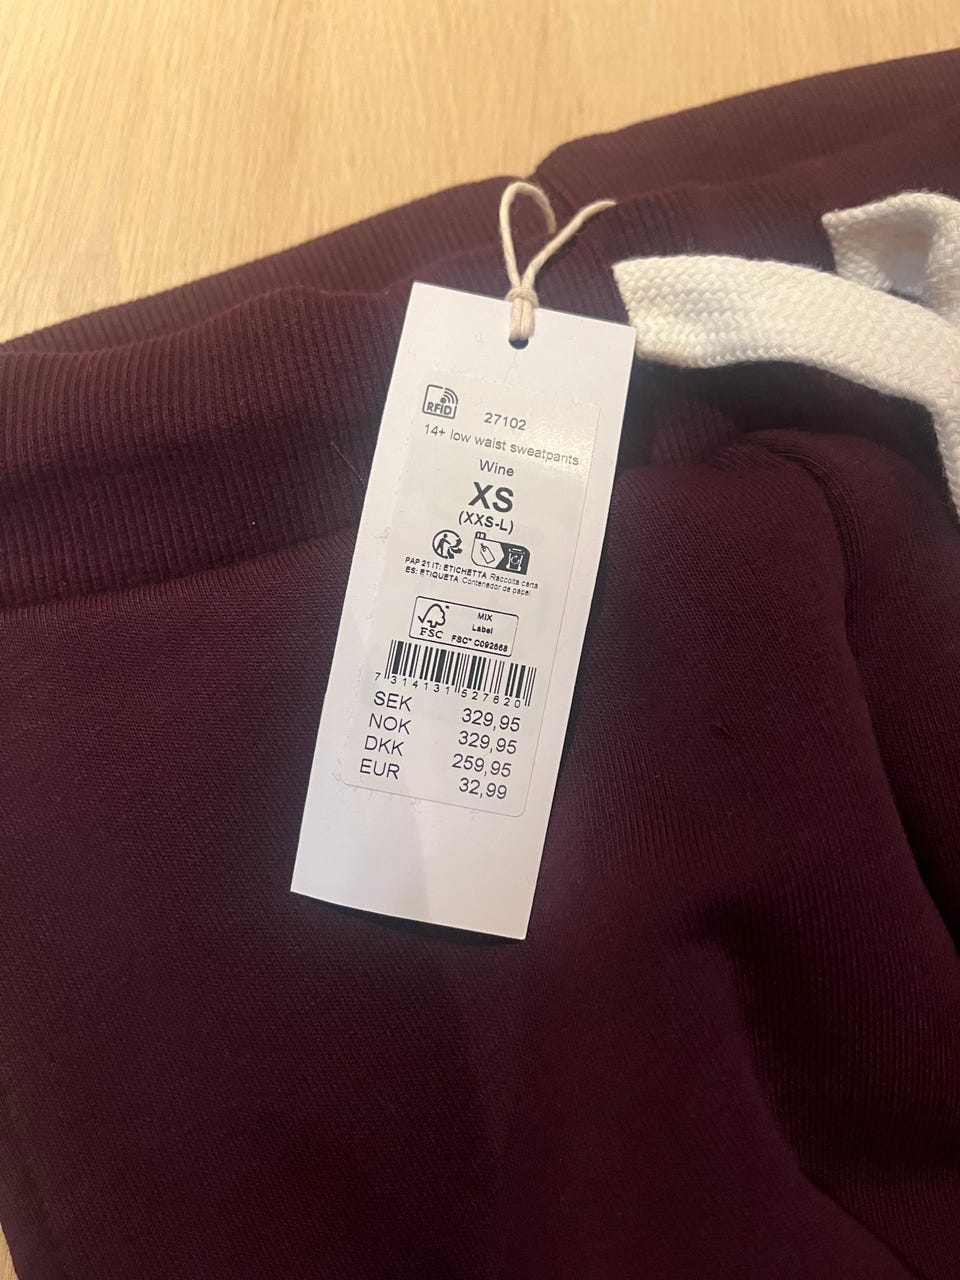 RFID
27102
14+ low waist sweatpants
Wine
XS
(XXS-L)
PAP 21 IT: ETICHETTA Raccolta carta
ES: ETIQUETA Contenedor de papel
FSC
MIX
Label
FSC™ C092668
7 314131 527620
SEK 329,95
NOK 329,95
DKK 259,95
EUR 32,99